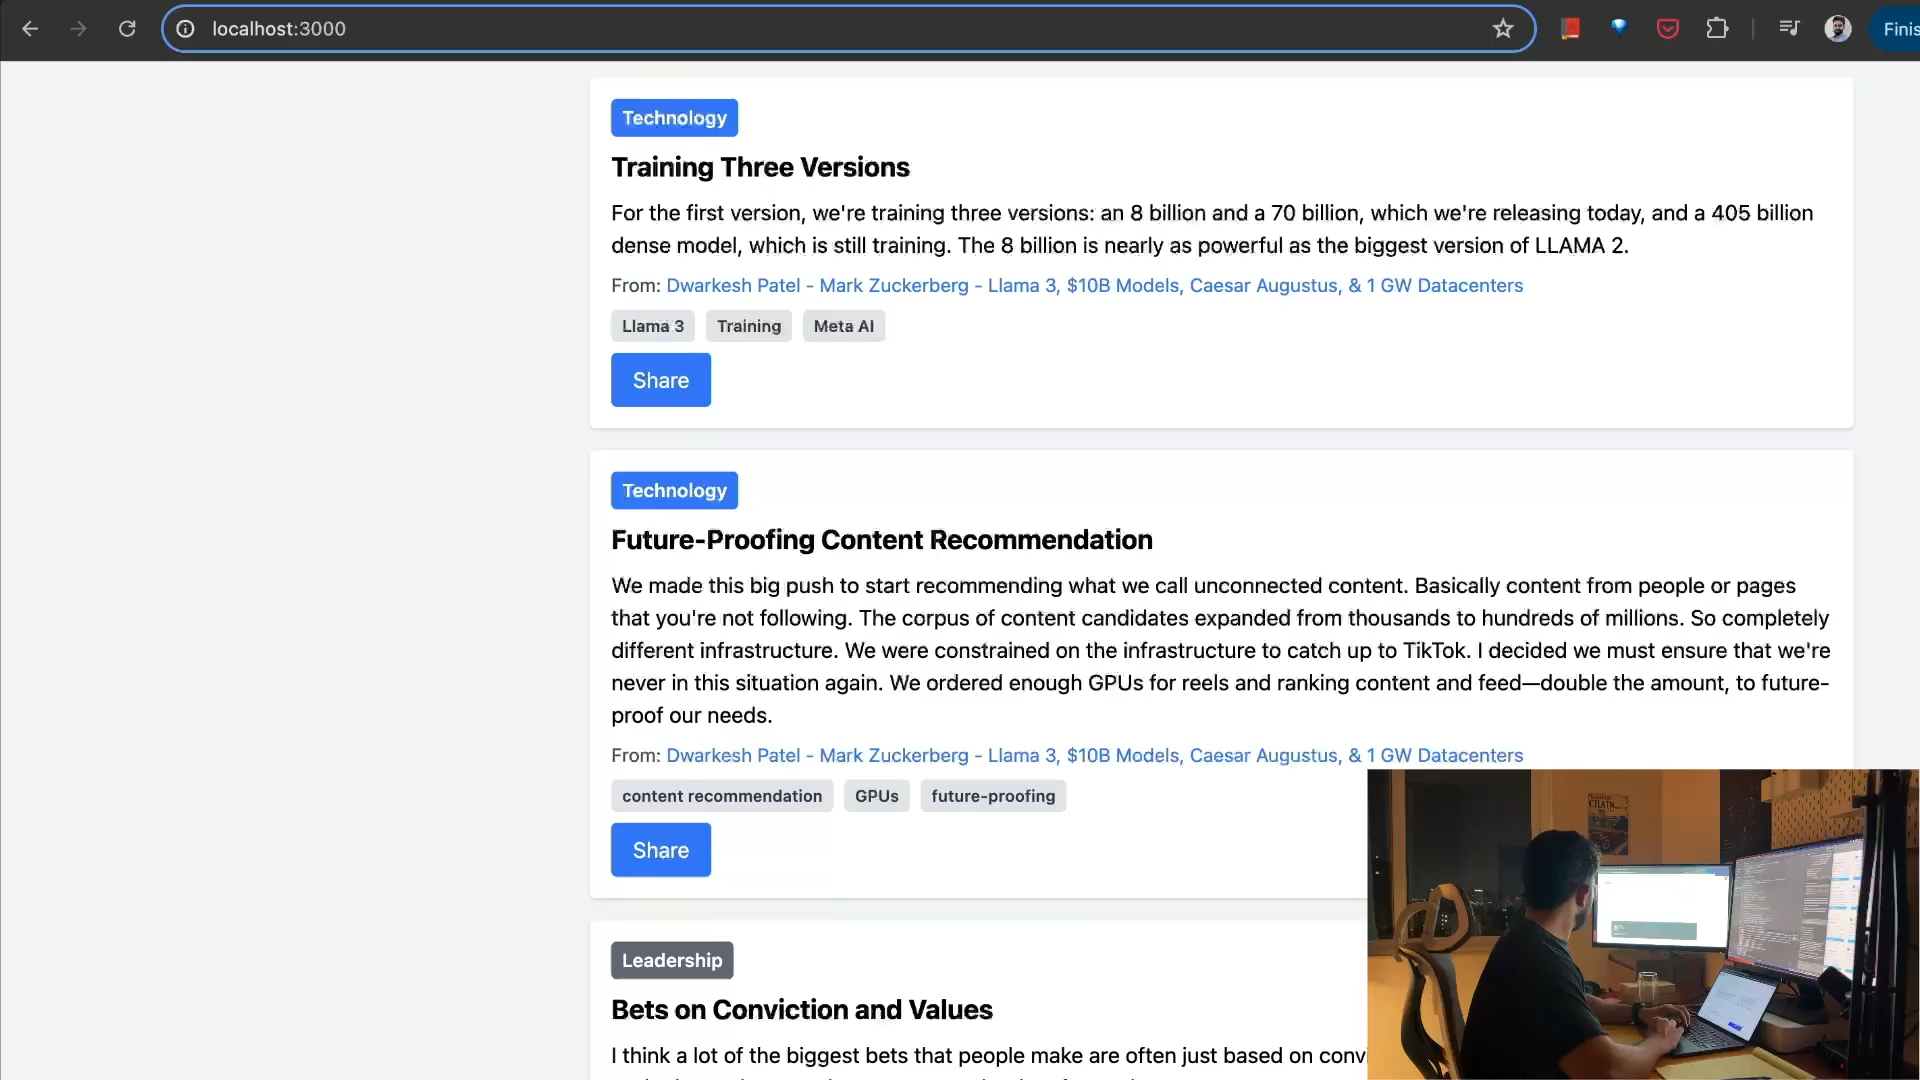 localhost:3000
Finis
Technology
Training Three Versions
For the first version, we're training three versions: an 8 billion and a 70 billion, which we're releasing today, and a 405 billion
dense model, which is still training. The 8 billion is nearly as powerful as the biggest version of LLAMA 2.
From: Dwarkesh Patel - Mark Zuckerberg - Llama 3, $10B Models, Caesar Augustus, & 1 GW Datacenters
Llama 3 Training Meta AI
Share
Technology
Future-Proofing Content Recommendation
We made this big push to start recommending what we call unconnected content. Basically content from people or pages
that you're not following. The corpus of content candidates expanded from thousands to hundreds of millions. So completely
different infrastructure. We were constrained on the infrastructure to catch up to TikTok. I decided we must ensure that we're
never in this situation again. We ordered enough GPUs for reels and ranking content and feed—double the amount, to future-
proof our needs.
From: Dwarkesh Patel - Mark Zuckerberg - Llama 3, $10B Models, Caesar Augustus, & 1 GW Datacenters
content recommendation GPUs future-proofing
Share
Leadership
Bets on Conviction and Values
I think a lot of the biggest bets that people make are often just based on convi
CHAIN